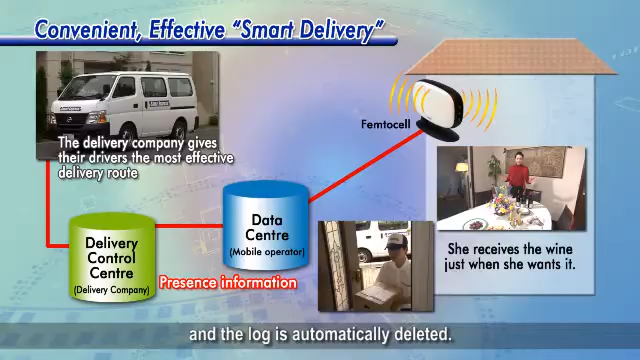 Convenient, Effective “Smart Delivery”
The delivery company gives
their drivers the most effective
delivery route
Femtocell
Delivery
Control
Centre
(Delivery Company)
Data
Centre
(Mobile operator)
Presence information
She receives the wine
just when she wants it.
and the log is automatically deleted.